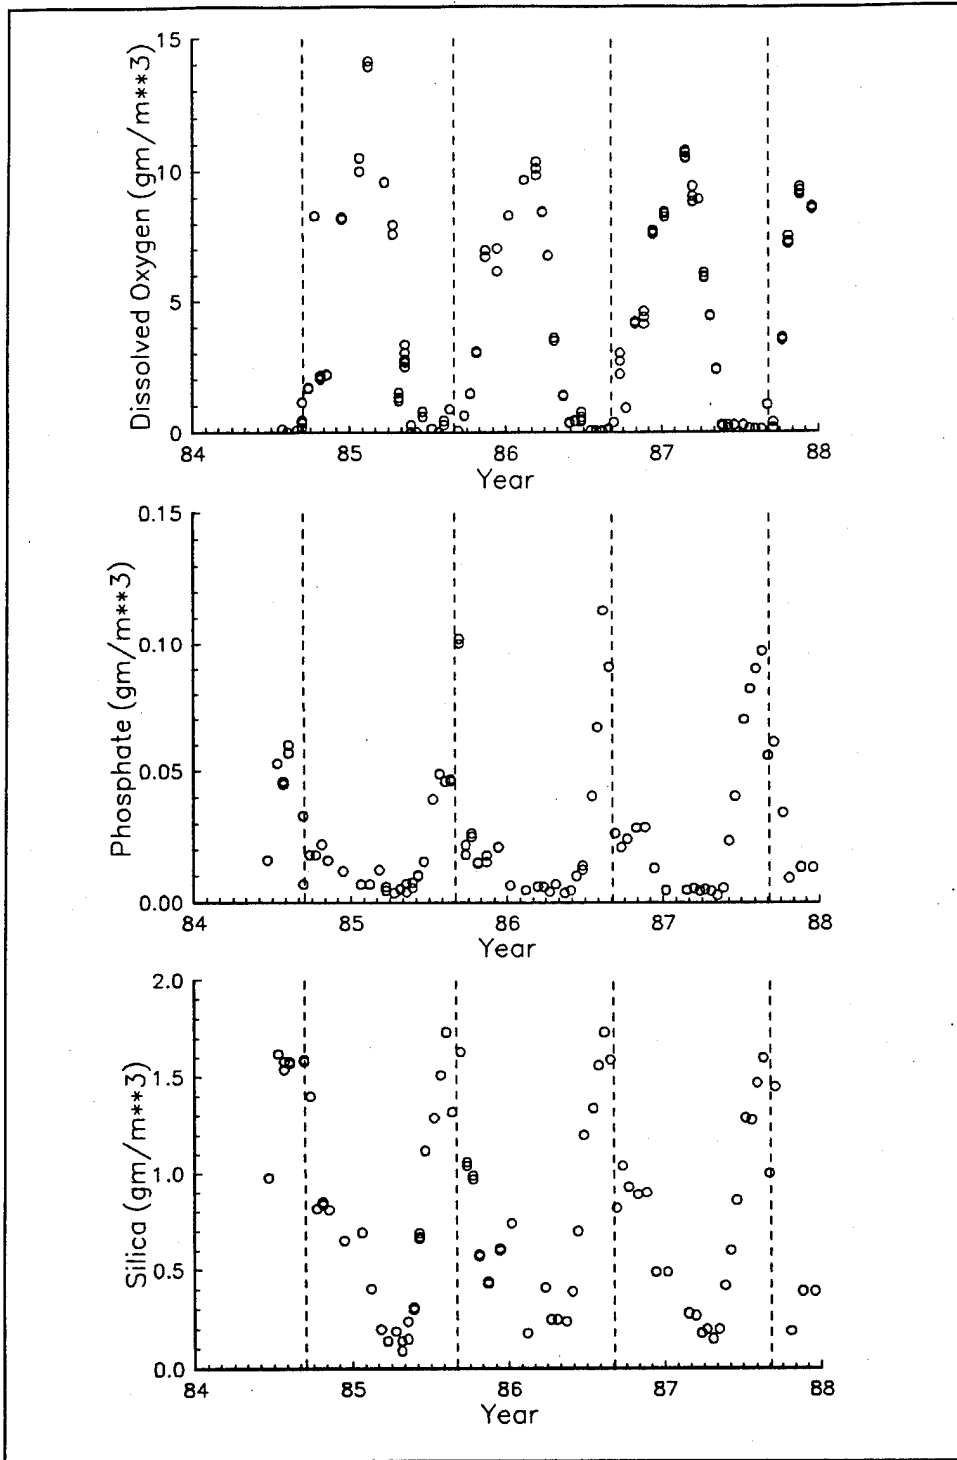 15
10
5
0
Dissolved Oxygen (gm/m**3)
84 85 86 87 88
Year
0.15
0.10
0.05
0.00
Phosphate (gm/m**3)
84 85 86 87 88
Year
2.0
1.5
1.0
0.5
0.0
Silica (gm/m**3)
84 85 86 87 88
Year